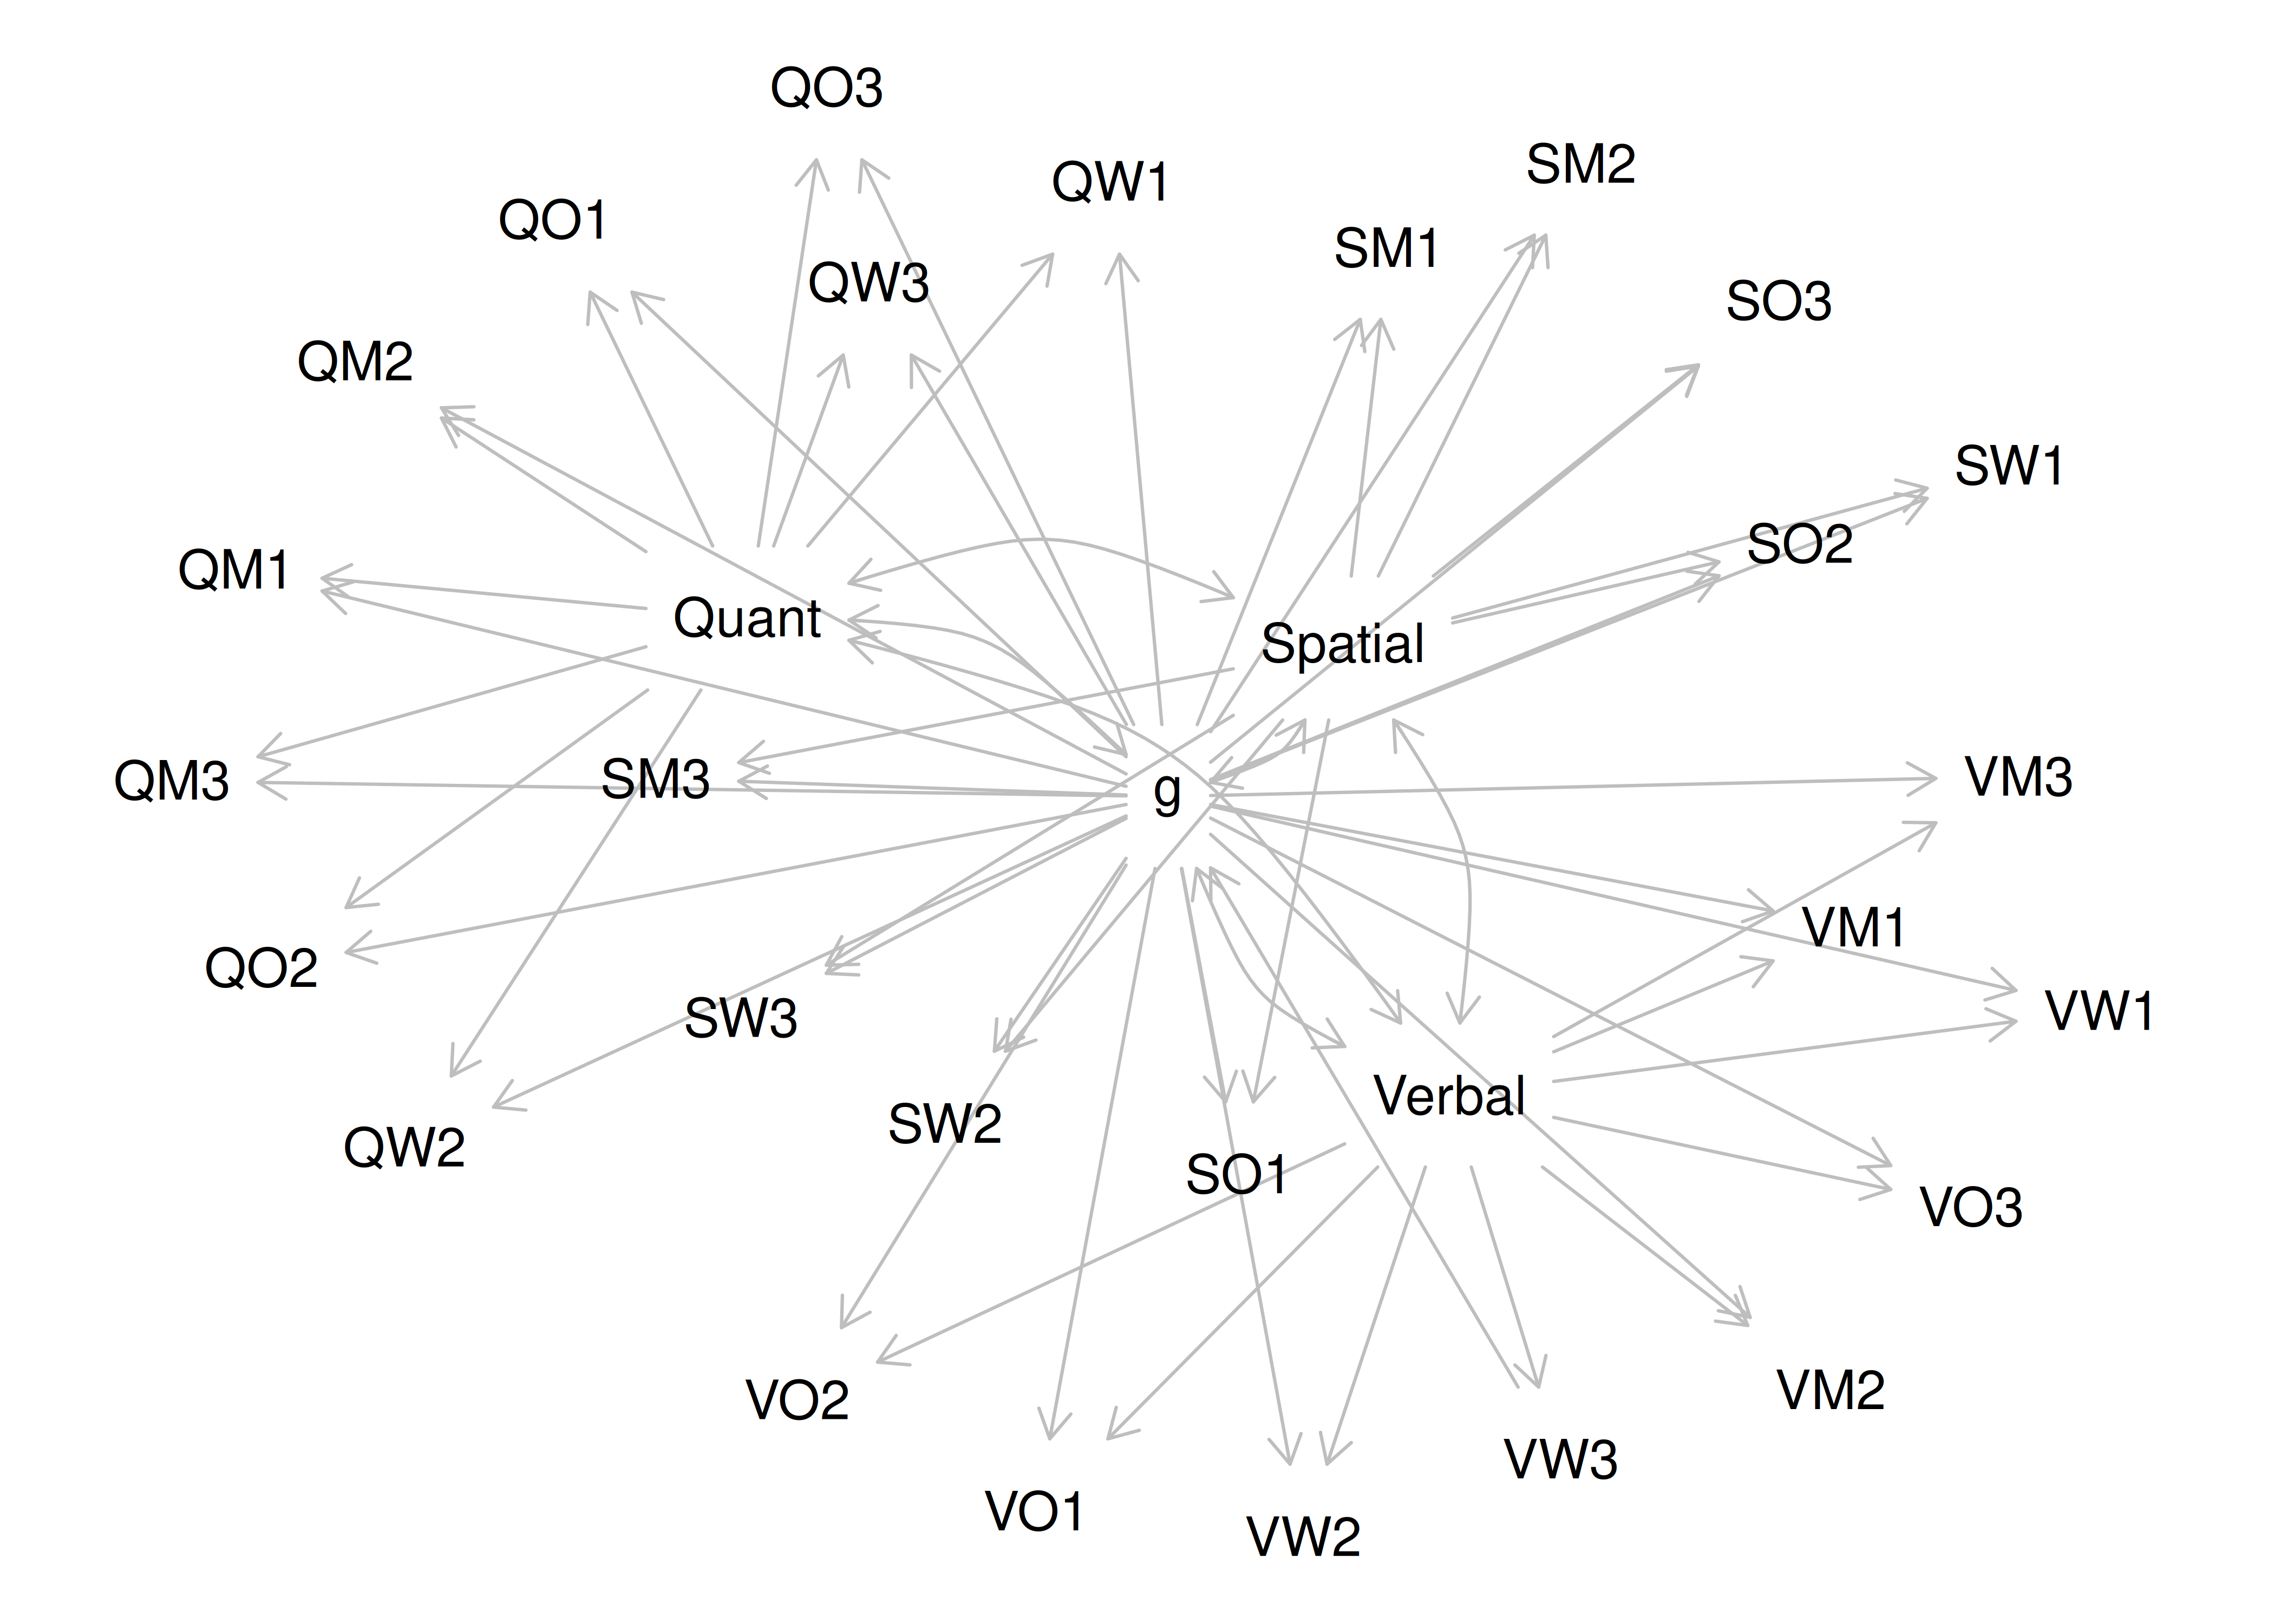 QO3
SM2
QW1
QO1
SM1
QW3
SO3
QM2
SW1
SO2
QM1
Quant
Spatial
VM3
SM3
QM3
g
VM1
QO2
VW1
SW3
Verbal
SW2
QW2
SO1
VO3
VM2
VO2
VW3
VO1
VW2